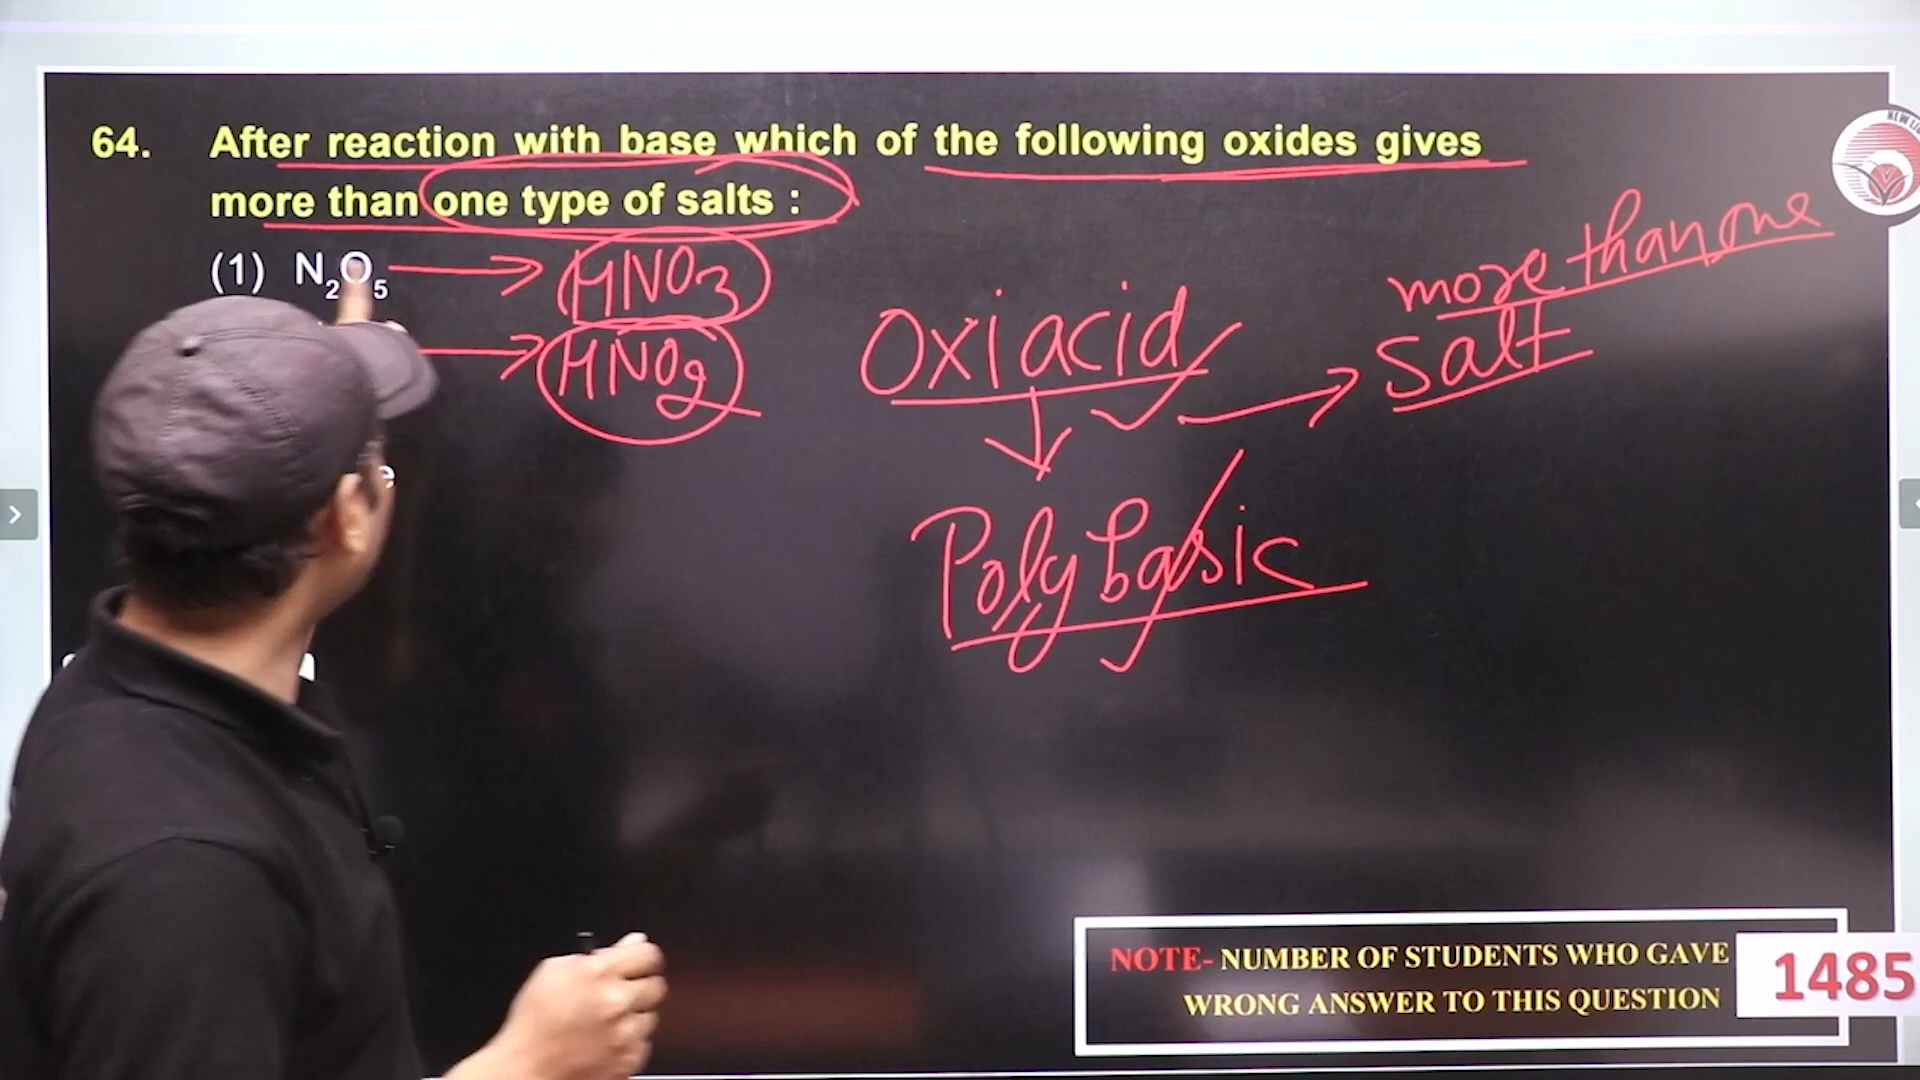 64. After reaction with base which of the following oxides gives
more than one type of salts :
(1) N₂O₅ → HNO₃
→ HNO₂
Oxiacid
more than one
Salt
Polybasic
NOTE- NUMBER OF STUDENTS WHO GAVE
WRONG ANSWER TO THIS QUESTION
1485